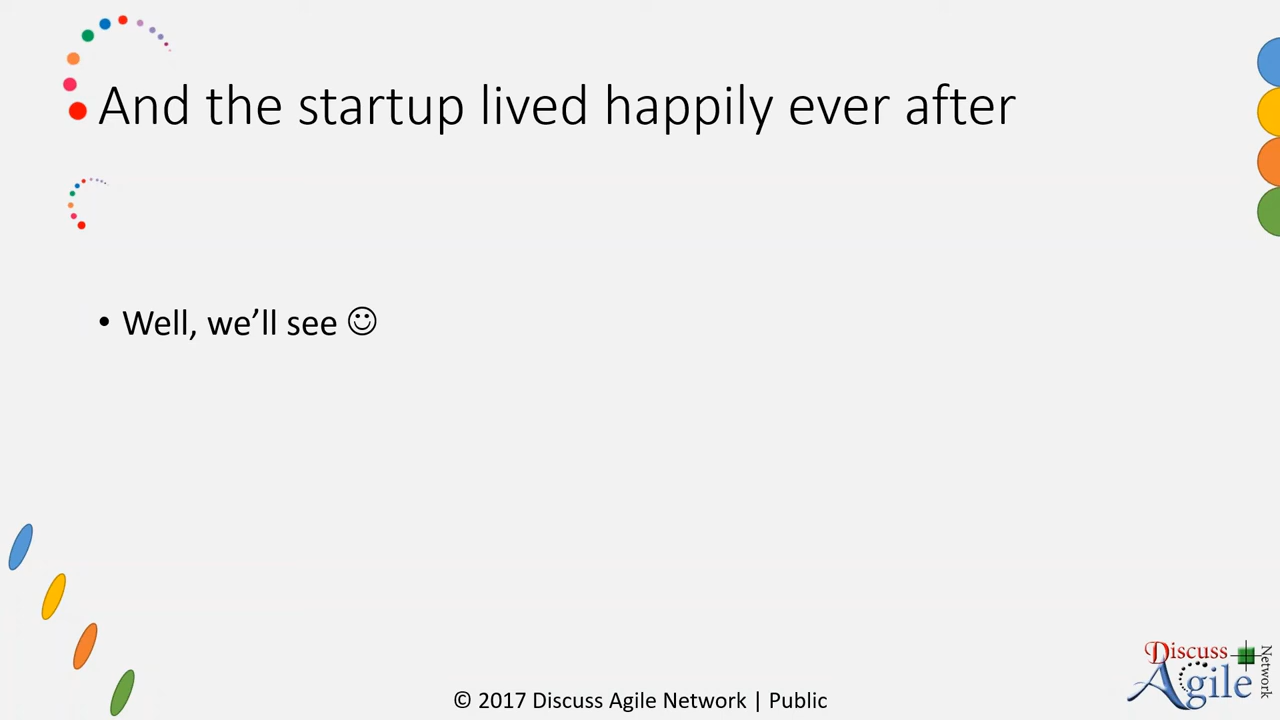 And the startup lived happily ever after
• Well, we’ll see ☺
© 2017 Discuss Agile Network | Public
Discuss
Agile
Network